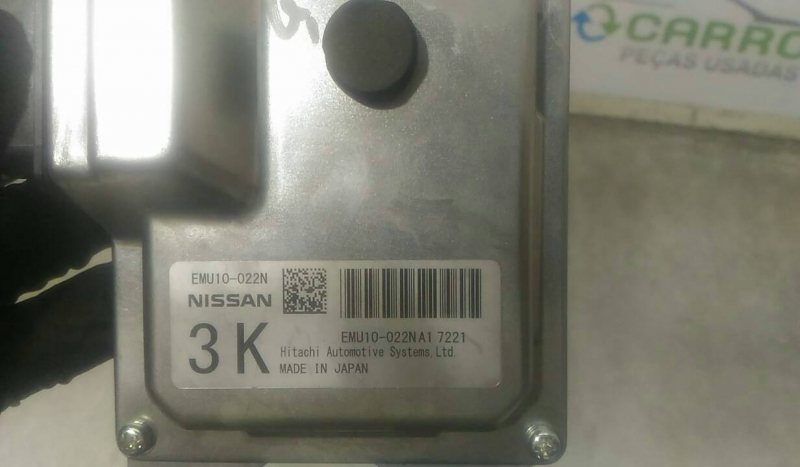 CARRO
PEÇAS USADAS
EMU10-022N
NISSAN
3K
EMU10-022NA1 7221
Hitachi Automotive Systems, Ltd.
MADE IN JAPAN